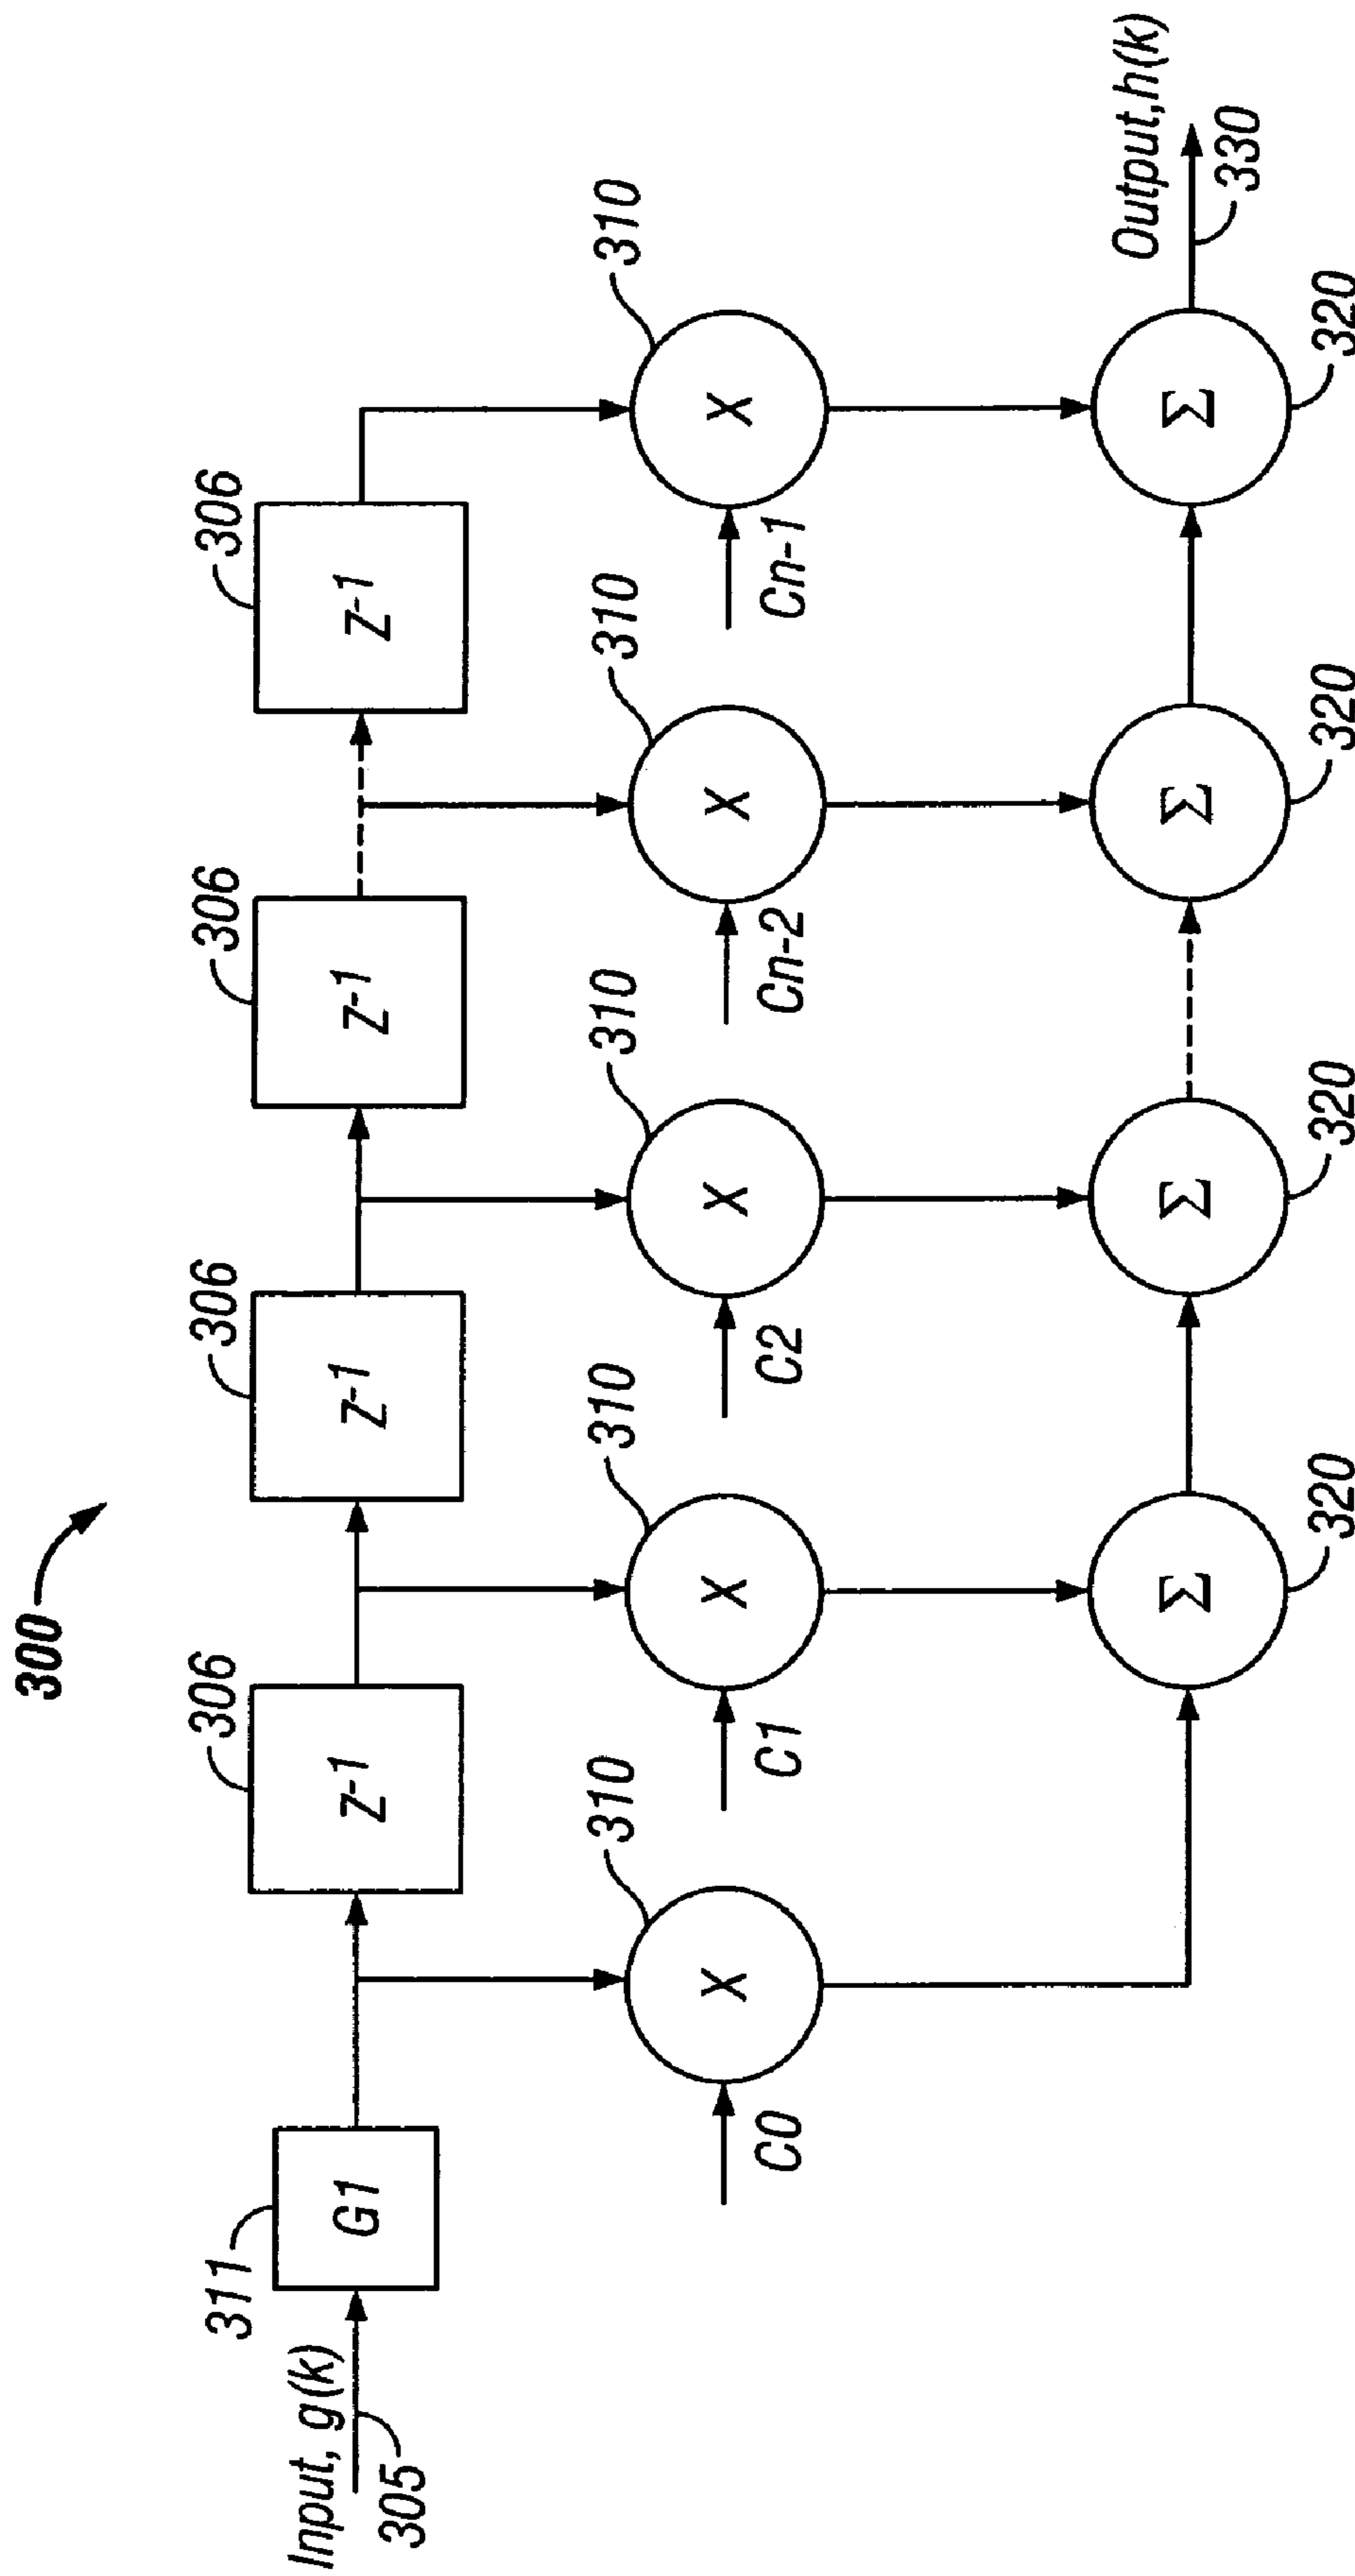 300
Input, g(k)
305
311
G1
306
Z-1
306
Z-1
306
Z-1
306
Z-1
310
X
C0
310
X
C1
310
X
C2
310
X
Cn-2
310
X
Cn-1
Σ
320
Σ
320
Σ
320
Σ
320
Output,h(k)
330